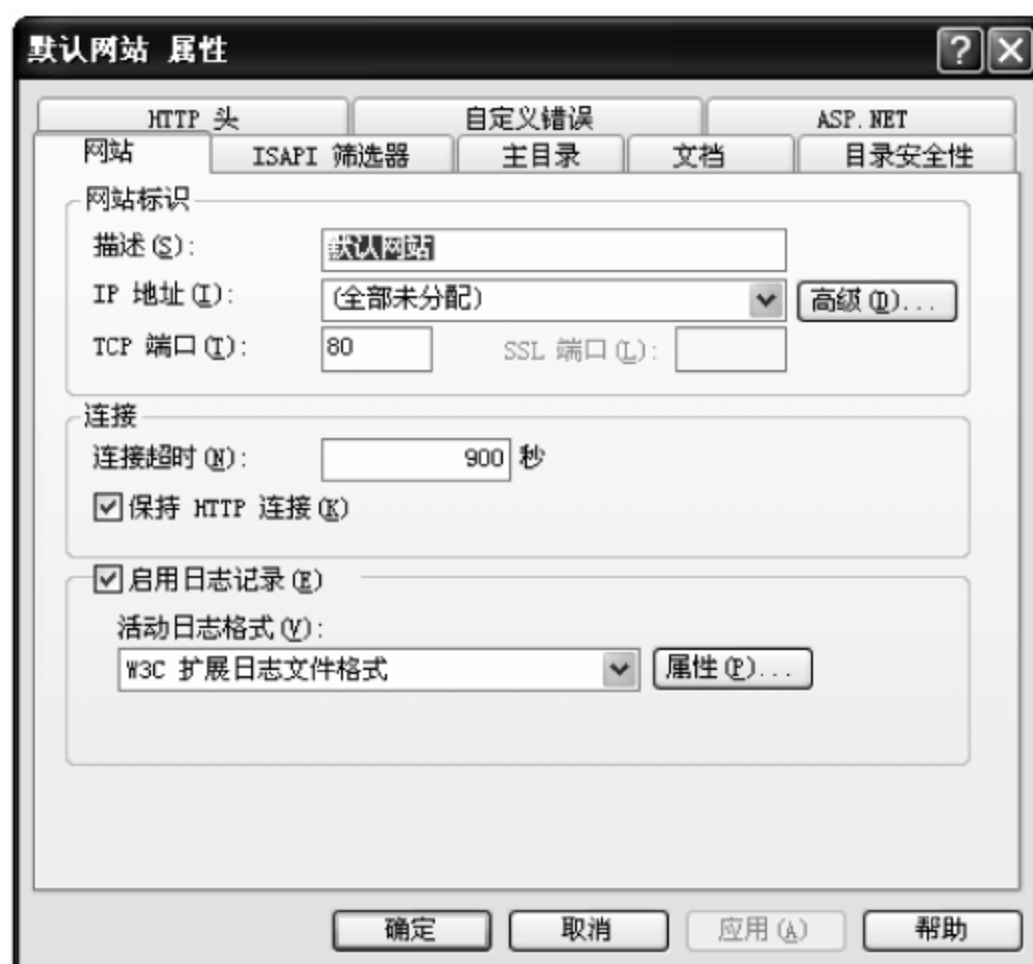 默认网站 属性
HTTP 头 自定义错误 ASP.NET
网站 ISAPI 筛选器 主目录 文档 目录安全性
网站标识
描述(S): 默认网站
IP 地址(I): (全部未分配) 高级(D)...
TCP 端口(T): 80 SSL 端口(L):
连接
连接超时(N): 900 秒
保持 HTTP 连接(K)
启用日志记录(E)
活动日志格式(V):
W3C 扩展日志文件格式 属性(P)...
确定 取消 应用(A) 帮助